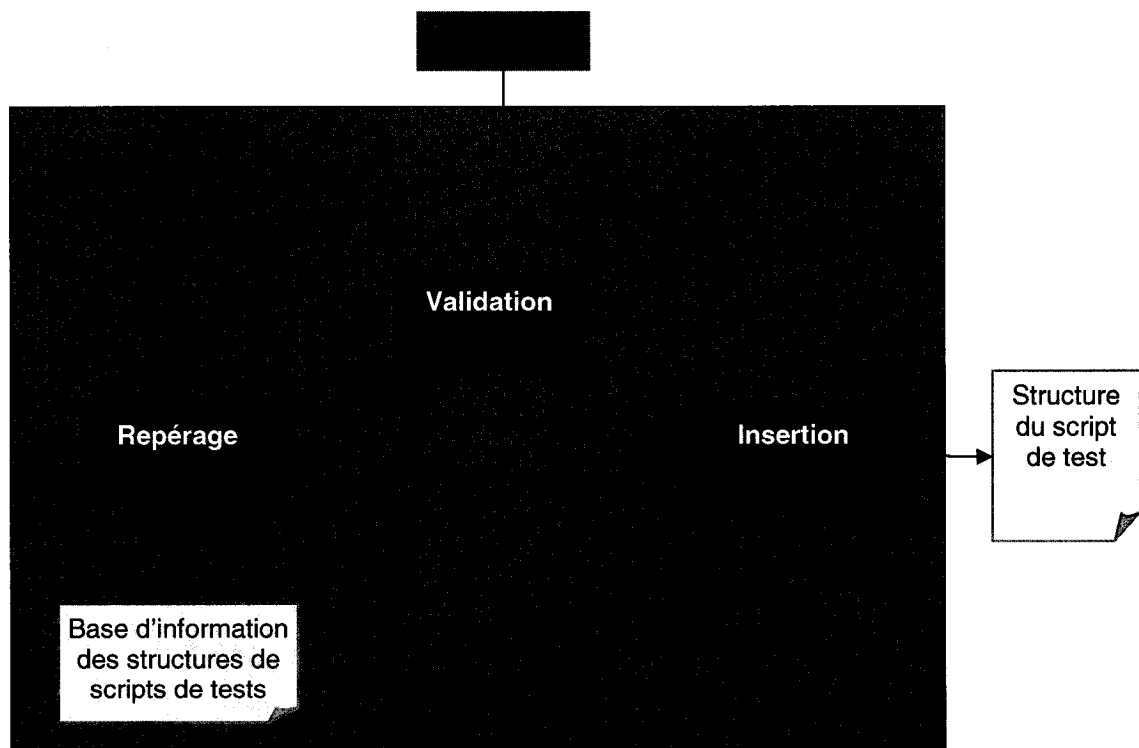 Validation
Repérage
Insertion
Structure
du script
de test
Base d'information
des structures de
scripts de tests